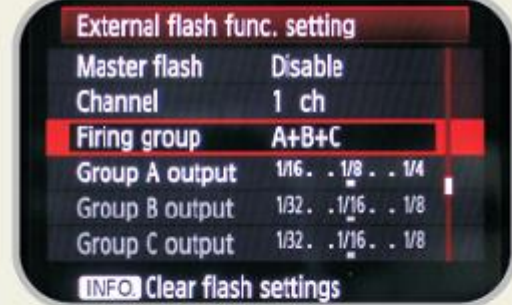 External flash func. setting
Master flash Disable
Channel 1 ch
Firing group A+B+C
Group A output 1/16. . 1/8 . . 1/4
Group B output 1/32. . 1/16. . 1/8
Group C output 1/32. . 1/16. . 1/8
INFO. Clear flash settings